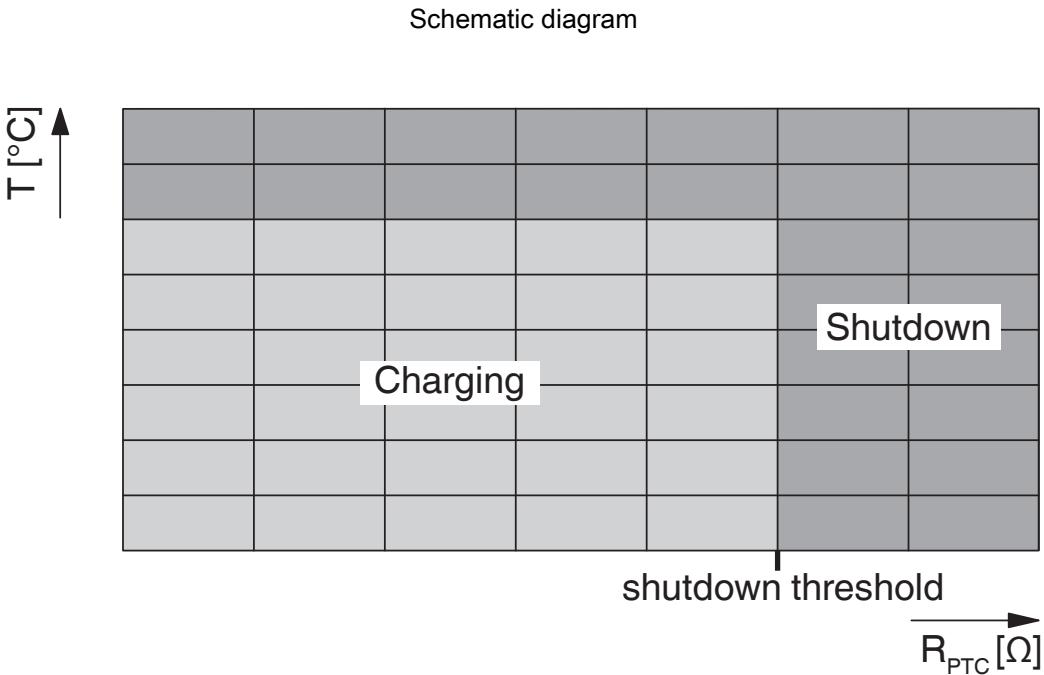 Schematic diagram
T [°C]
Shutdown
Charging
shutdown threshold
R_PTC [Ω]